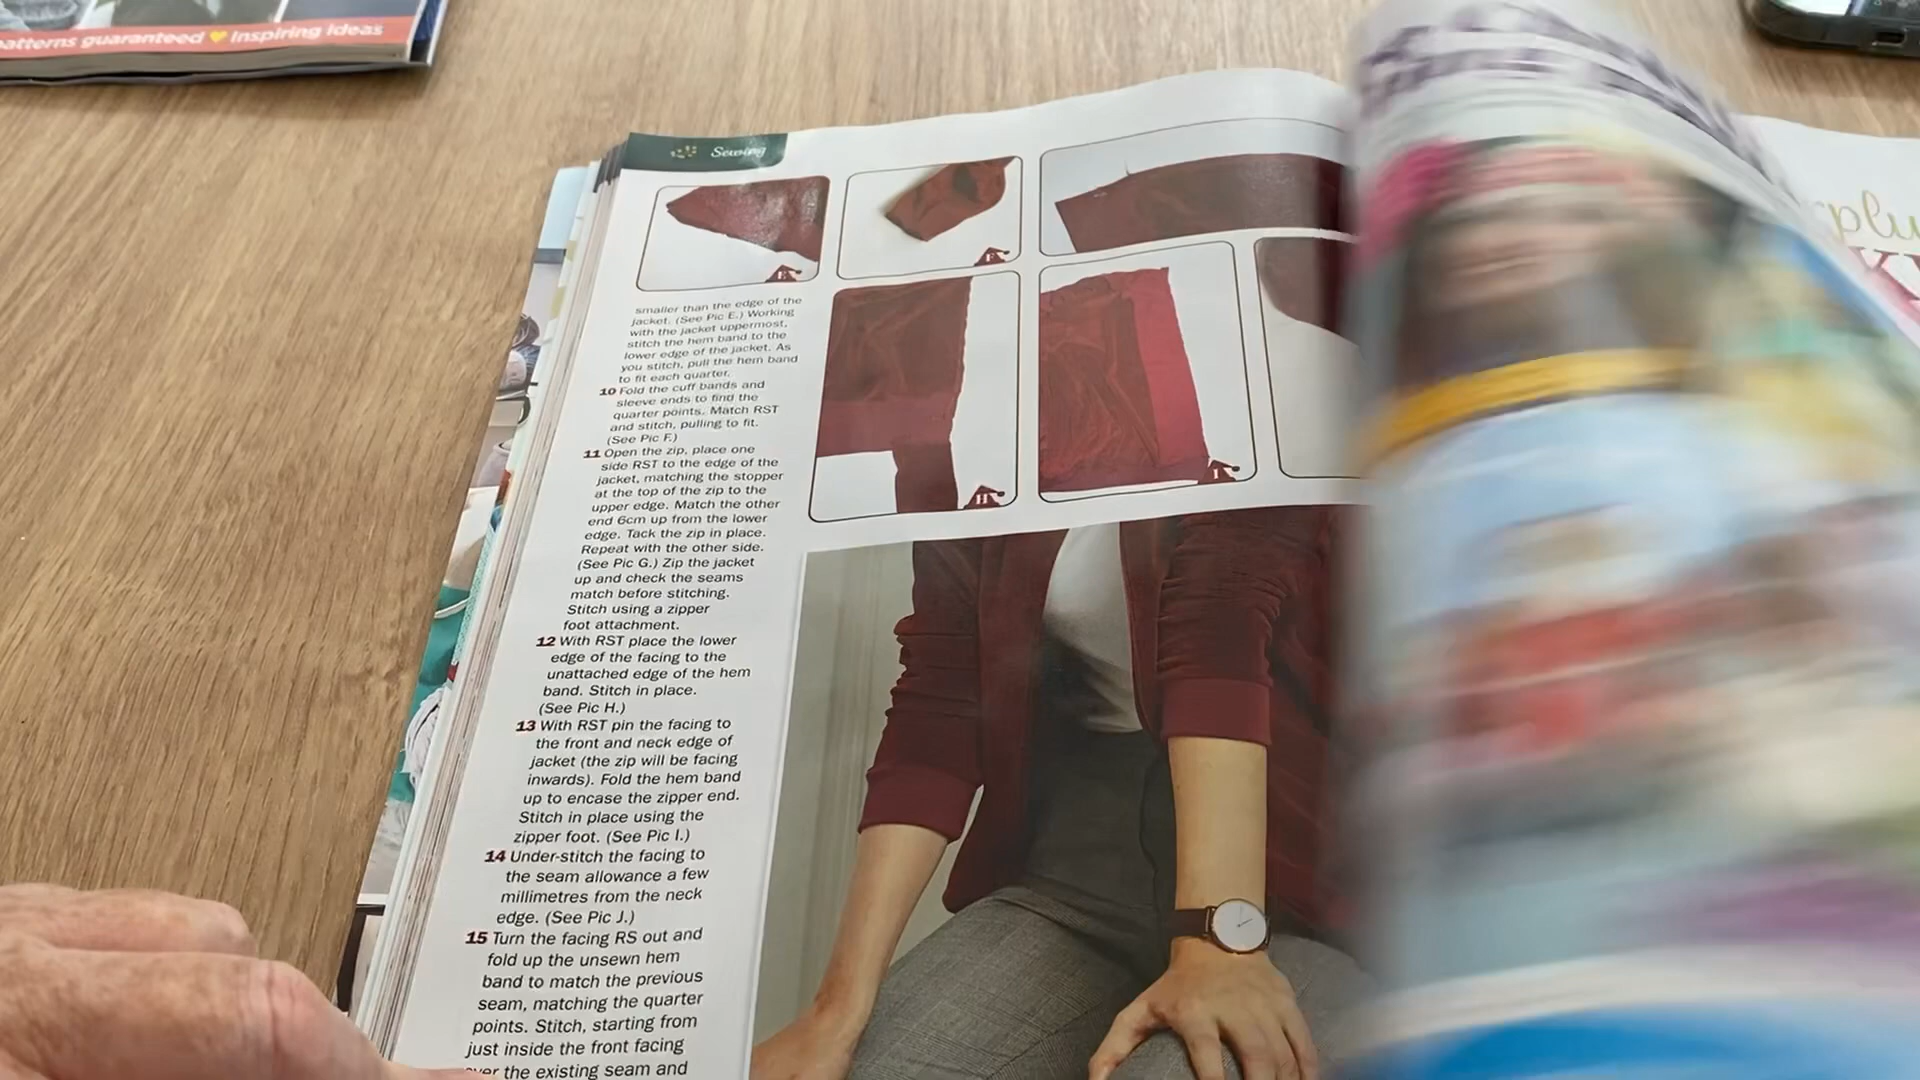 patterns guaranteed Inspiring ideas
Sewing
E
F
H
I
smaller than the edge of the
jacket. (See Pic E.) Working
with the jacket uppermost,
stitch the hem band to the
lower edge of the jacket. As
you stitch, pull the hem band
to fit each quarter.
10 Fold the cuff bands and
sleeve ends to find the
quarter points. Match RST
and stitch, pulling to fit.
(See Pic F.)
11 Open the zip, place one
side RST to the edge of the
jacket, matching the stopper
at the top of the zip to the
upper edge. Match the other
end 6cm up from the lower
edge. Tack the zip in place.
Repeat with the other side.
(See Pic G.) Zip the jacket
up and check the seams
match before stitching.
Stitch using a zipper
foot attachment.
12 With RST place the lower
edge of the facing to the
unattached edge of the hem
band. Stitch in place.
(See Pic H.)
13 With RST pin the facing to
the front and neck edge of
jacket (the zip will be facing
inwards). Fold the hem band
up to encase the zipper end.
Stitch in place using the
zipper foot. (See Pic I.)
14 Under-stitch the facing to
the seam allowance a few
millimetres from the neck
edge. (See Pic J.)
15 Turn the facing RS out and
fold up the unsewn hem
band to match the previous
seam, matching the quarter
points. Stitch, starting from
just inside the front facing
over the existing seam and